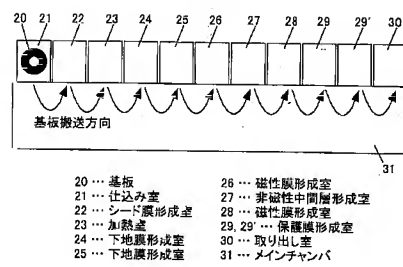 20 21 22 23 24 25 26 27 28 29 29' 30
基板搬送方向
31
20 … 基板
21 … 仕込み室
22 … シード膜形成室
23 … 加熱室
24 … 下地膜形成室
25 … 下地膜形成室
26 … 磁性膜形成室
27 … 非磁性中間層形成室
28 … 磁性膜形成室
29, 29' … 保護膜形成室
30 … 取り出し室
31 … メインチャンバ